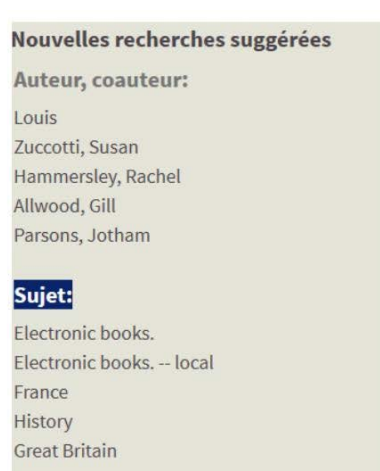 Nouvelles recherches suggérées
Auteur, coauteur:
Louis
Zuccotti, Susan
Hammersley, Rachel
Allwood, Gill
Parsons, Jotham
Sujet:
Electronic books.
Electronic books. -- local
France
History
Great Britain